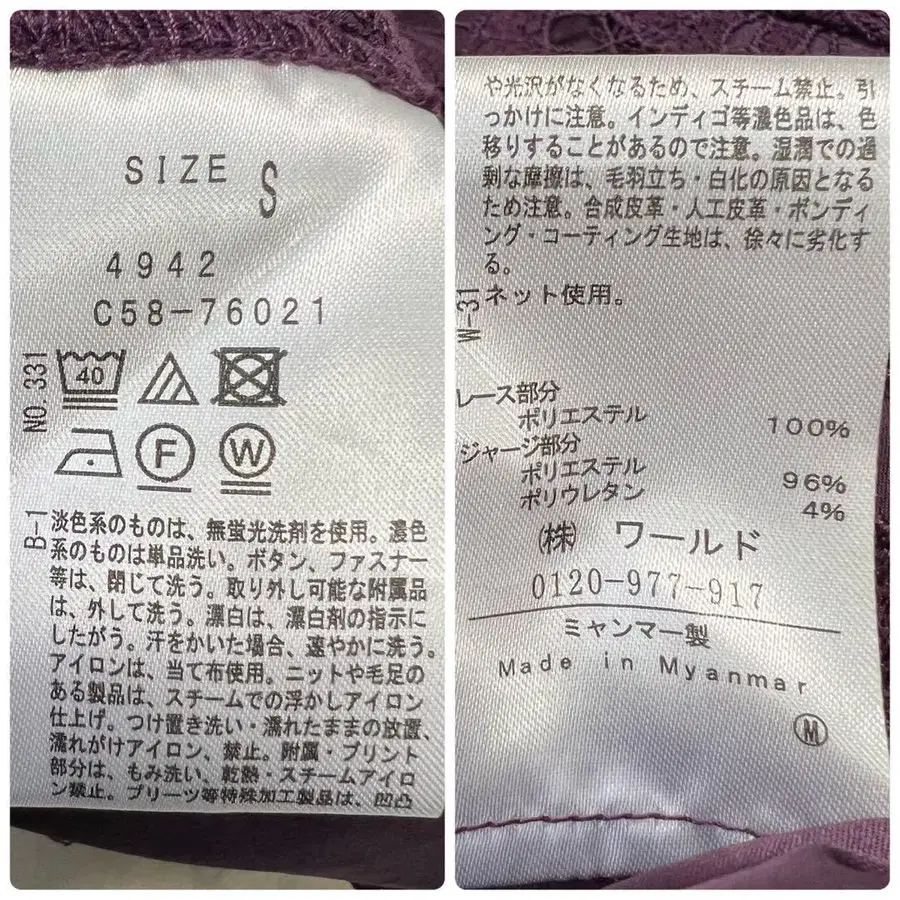 SIZE S
4942
C58-76021
NO.331
40
F
W
B-1
淡色系のものは、無蛍光洗剤を使用。濃色
系のものは単品洗い。ボタン、ファスナー
等は、閉じて洗う。取り外し可能な附属品
は、外して洗う。漂白は、漂白剤の指示に
したがう。汗をかいた場合、速やかに洗う。
アイロンは、当て布使用。ニットや毛足の
ある製品は、スチームでの浮かしアイロン
仕上げ。つけ置き洗い・濡れたままの放置、
濡れがけアイロン、禁止。附属・プリント
部分は、もみ洗い、乾熱・スチームアイロ
ン禁止。プリーツ等特殊加工製品は、凹凸
や光沢がなくなるため、スチーム禁止。引
っかけに注意。インディゴ等濃色品は、色
移りすることがあるので注意。湿潤での過
剰な摩擦は、毛羽立ち・白化の原因となる
ため注意。合成皮革・人工皮革・ボンディ
ング・コーティング生地は、徐々に劣化す
る。
W-31
ネット使用。
レース部分
ポリエステル 100%
ジャージ部分
ポリエステル 96%
ポリウレタン 4%
(株) ワールド
0120-977-917
ミャンマー製
Made in Myanmar
M